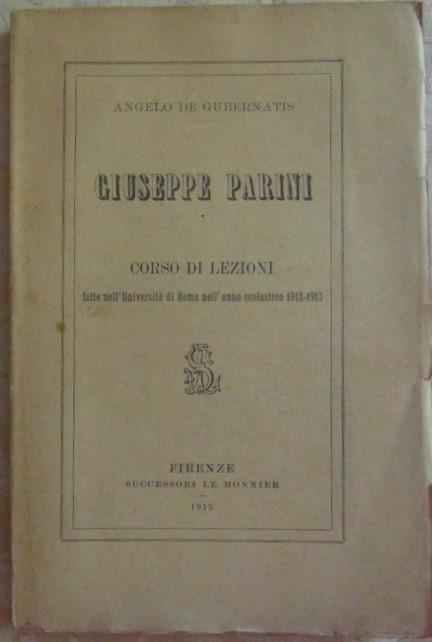 ANGELO DE GUBERNATIS
GIUSEPPE PARINI
CORSO DI LEZIONI
fatte nell'Università di Roma nell'anno scolastico 1912-1913
FIRENZE
SUCCESSORI LE MONNIER
1913